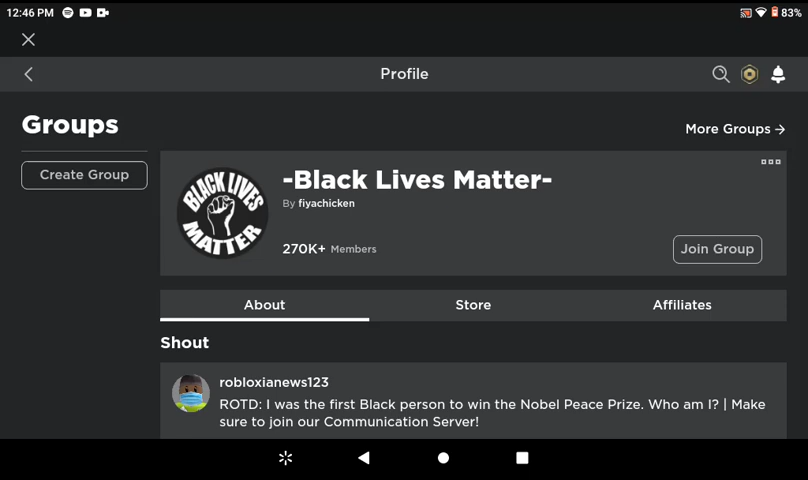 12:46 PM
83%
Profile
Groups
More Groups →
Create Group
BLACK LIVES
MATTER
-Black Lives Matter-
By fiyachicken
270K+ Members
Join Group
About
Store
Affiliates
Shout
robloxianews123
ROTD: I was the first Black person to win the Nobel Peace Prize. Who am I? | Make
sure to join our Communication Server!